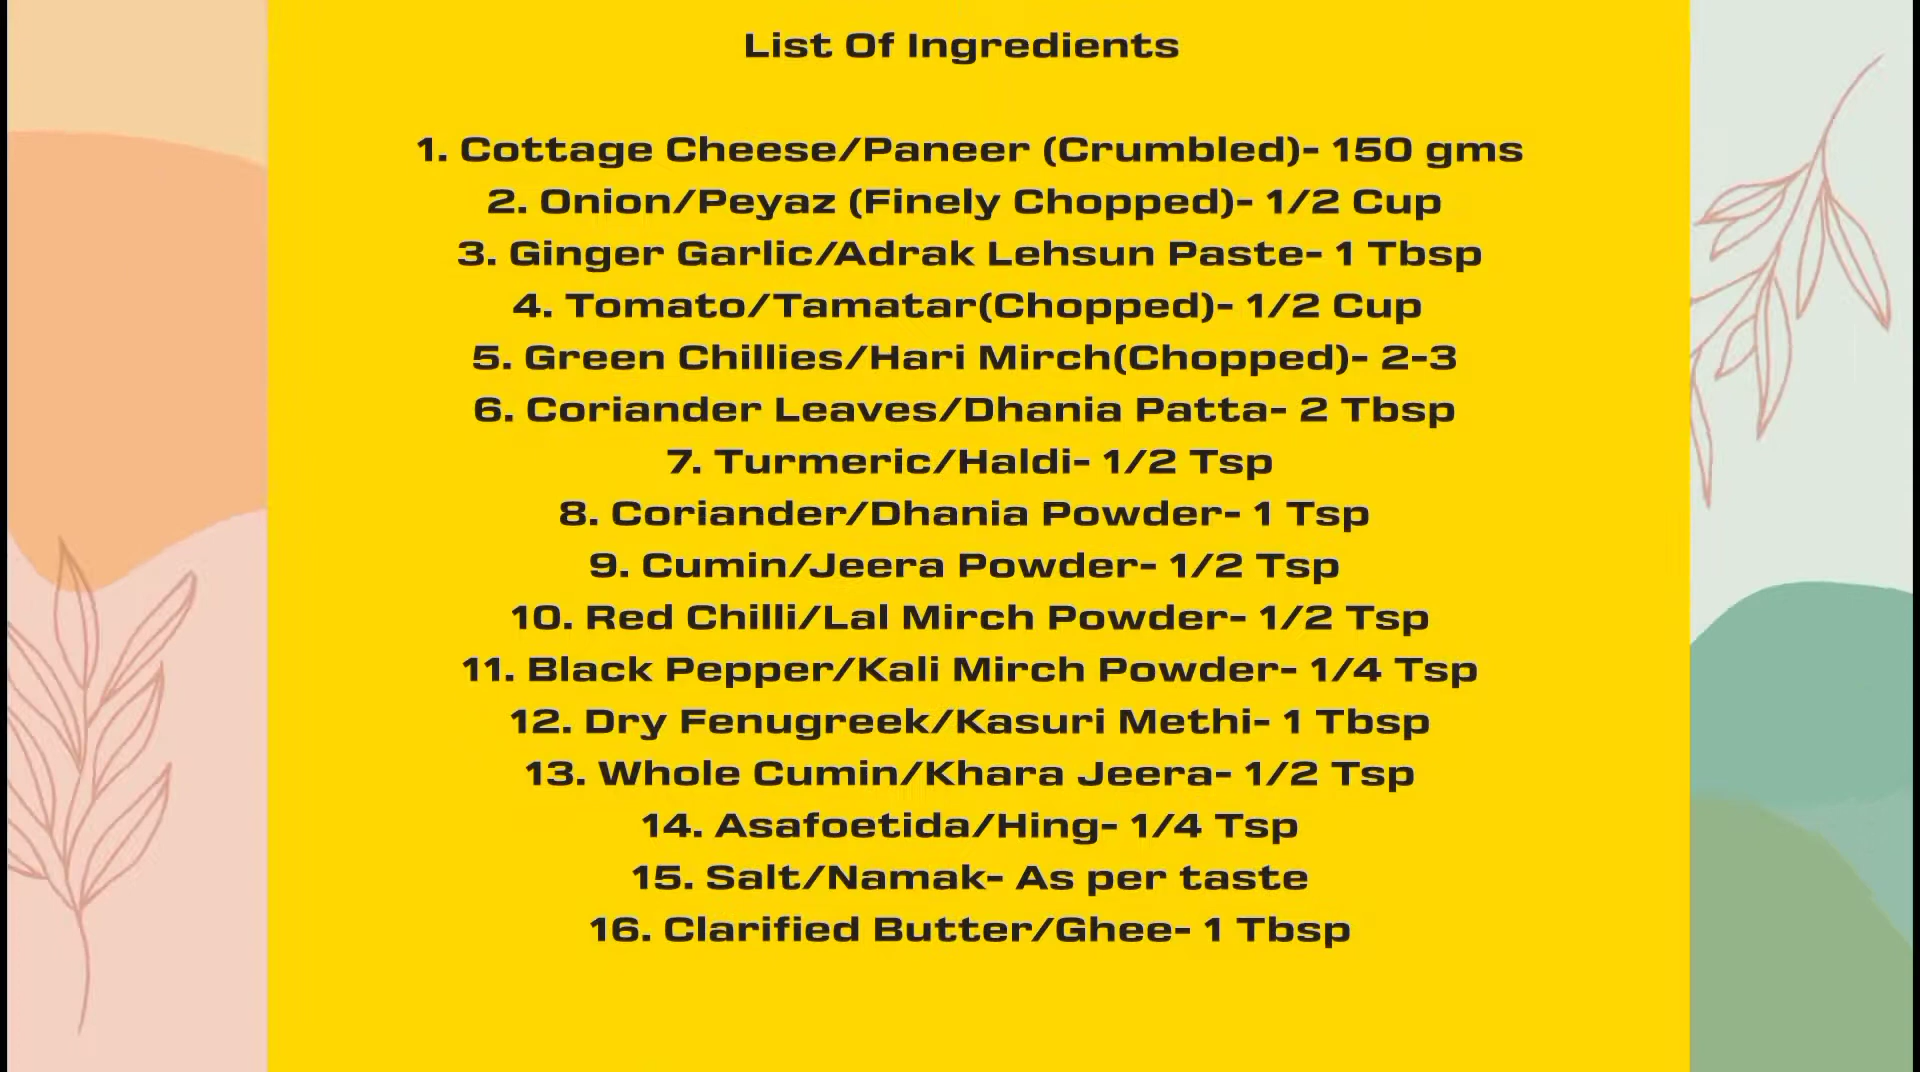 List Of Ingredients
1. Cottage Cheese/Paneer (Crumbled)- 150 gms
2. Onion/Peyaz (Finely Chopped)- 1/2 Cup
3. Ginger Garlic/Adrak Lehsun Paste- 1 Tbsp
4. Tomato/Tamatar(Chopped)- 1/2 Cup
5. Green Chillies/Hari Mirch(Chopped)- 2-3
6. Coriander Leaves/Dhania Patta- 2 Tbsp
7. Turmeric/Haldi- 1/2 Tsp
8. Coriander/Dhania Powder- 1 Tsp
9. Cumin/Jeera Powder- 1/2 Tsp
10. Red Chilli/Lal Mirch Powder- 1/2 Tsp
11. Black Pepper/Kali Mirch Powder- 1/4 Tsp
12. Dry Fenugreek/Kasuri Methi- 1 Tbsp
13. Whole Cumin/Khara Jeera- 1/2 Tsp
14. Asafoetida/Hing- 1/4 Tsp
15. Salt/Namak- As per taste
16. Clarified Butter/Ghee- 1 Tbsp